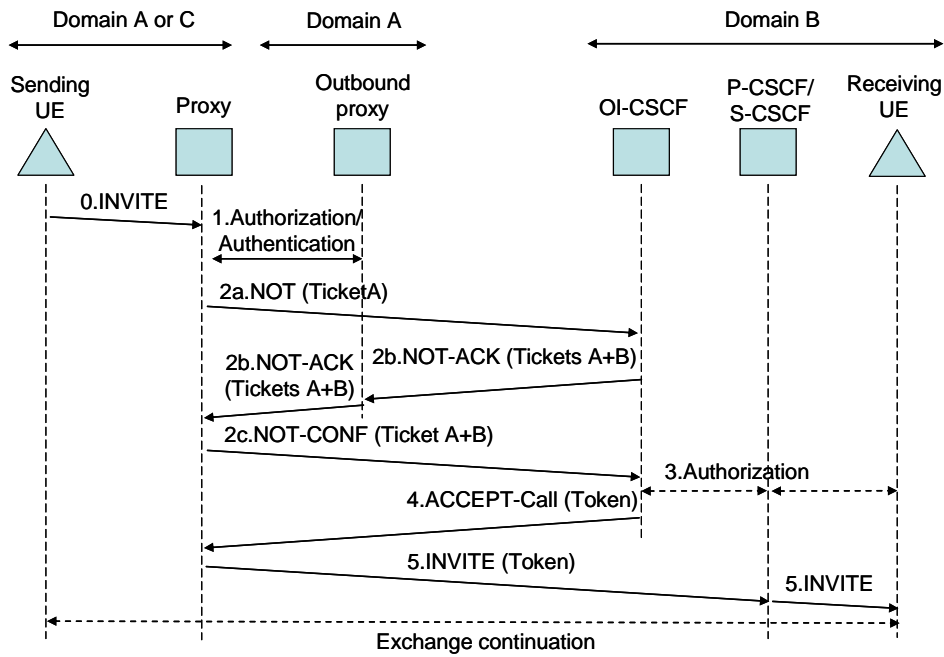 Domain A or C
Domain A
Domain B
Sending
UE
Proxy
Outbound
proxy
OI-CSCF
P-CSCF/
S-CSCF
Receiving
UE
0.INVITE
1.Authorization/
Authentication
2a.NOT (TicketA)
2b.NOT-ACK
(Tickets A+B)
2b.NOT-ACK (Tickets A+B)
2c.NOT-CONF (Ticket A+B)
3.Authorization
4.ACCEPT-Call (Token)
5.INVITE (Token)
5.INVITE
Exchange continuation